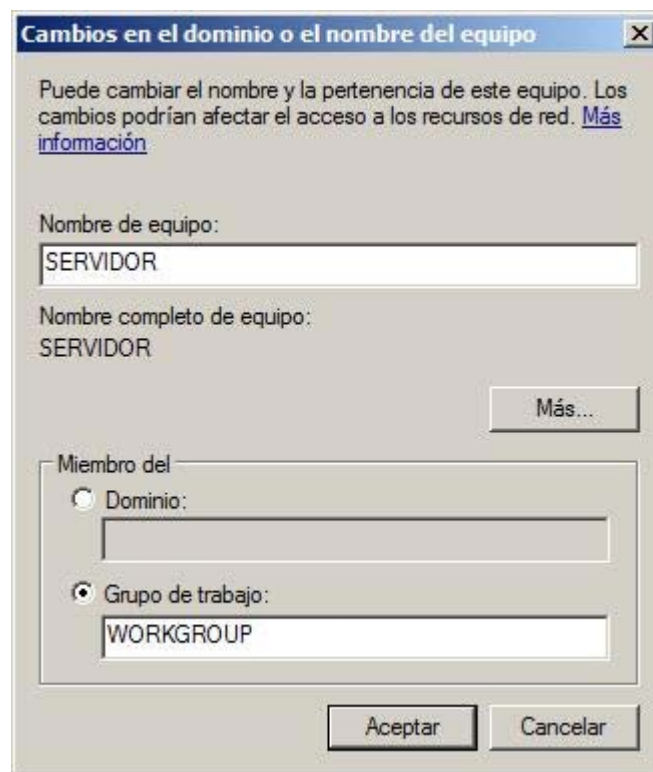 Cambios en el dominio o el nombre del equipo
Puede cambiar el nombre y la pertenencia de este equipo. Los
cambios podrían afectar el acceso a los recursos de red. Más
información
Nombre de equipo:
SERVIDOR
Nombre completo de equipo:
SERVIDOR
Más...
Miembro del
Dominio:
Grupo de trabajo:
WORKGROUP
Aceptar Cancelar